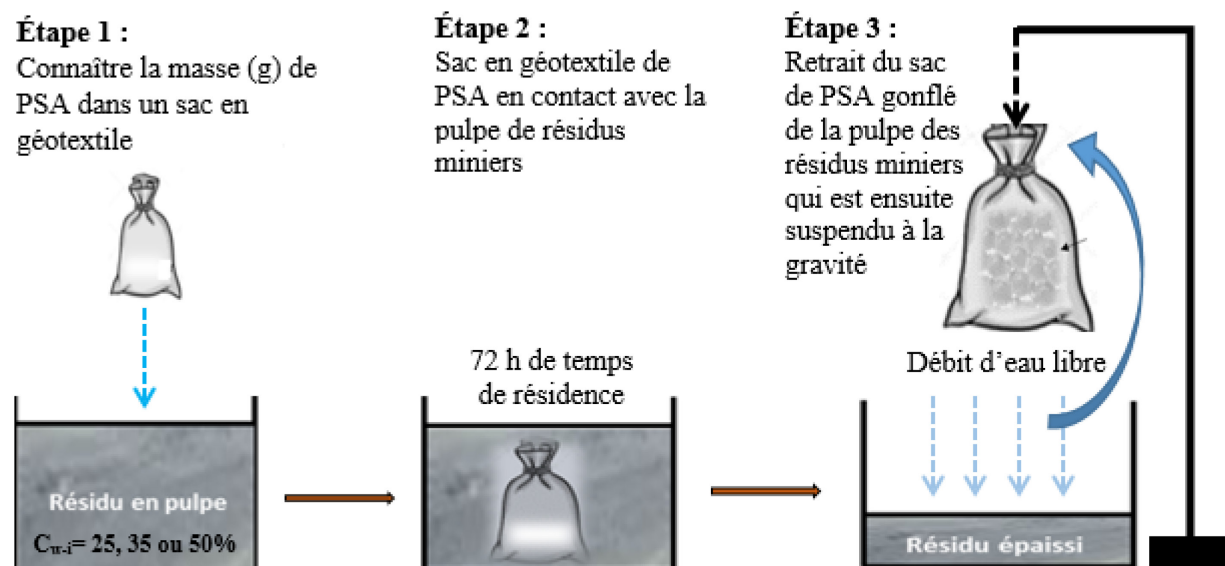 Étape 1 :
Connaître la masse (g) de
PSA dans un sac en
géotextile
Résidu en pulpe
Cw-i= 25, 35 ou 50%
Étape 2 :
Sac en géotextile de
PSA en contact avec la
pulpe de résidus
miniers
72 h de temps
de résidence
Étape 3 :
Retrait du sac
de PSA gonflé
de la pulpe des
résidus miniers
qui est ensuite
suspendu à la
gravité
Débit d’eau libre
Résidu épaissi